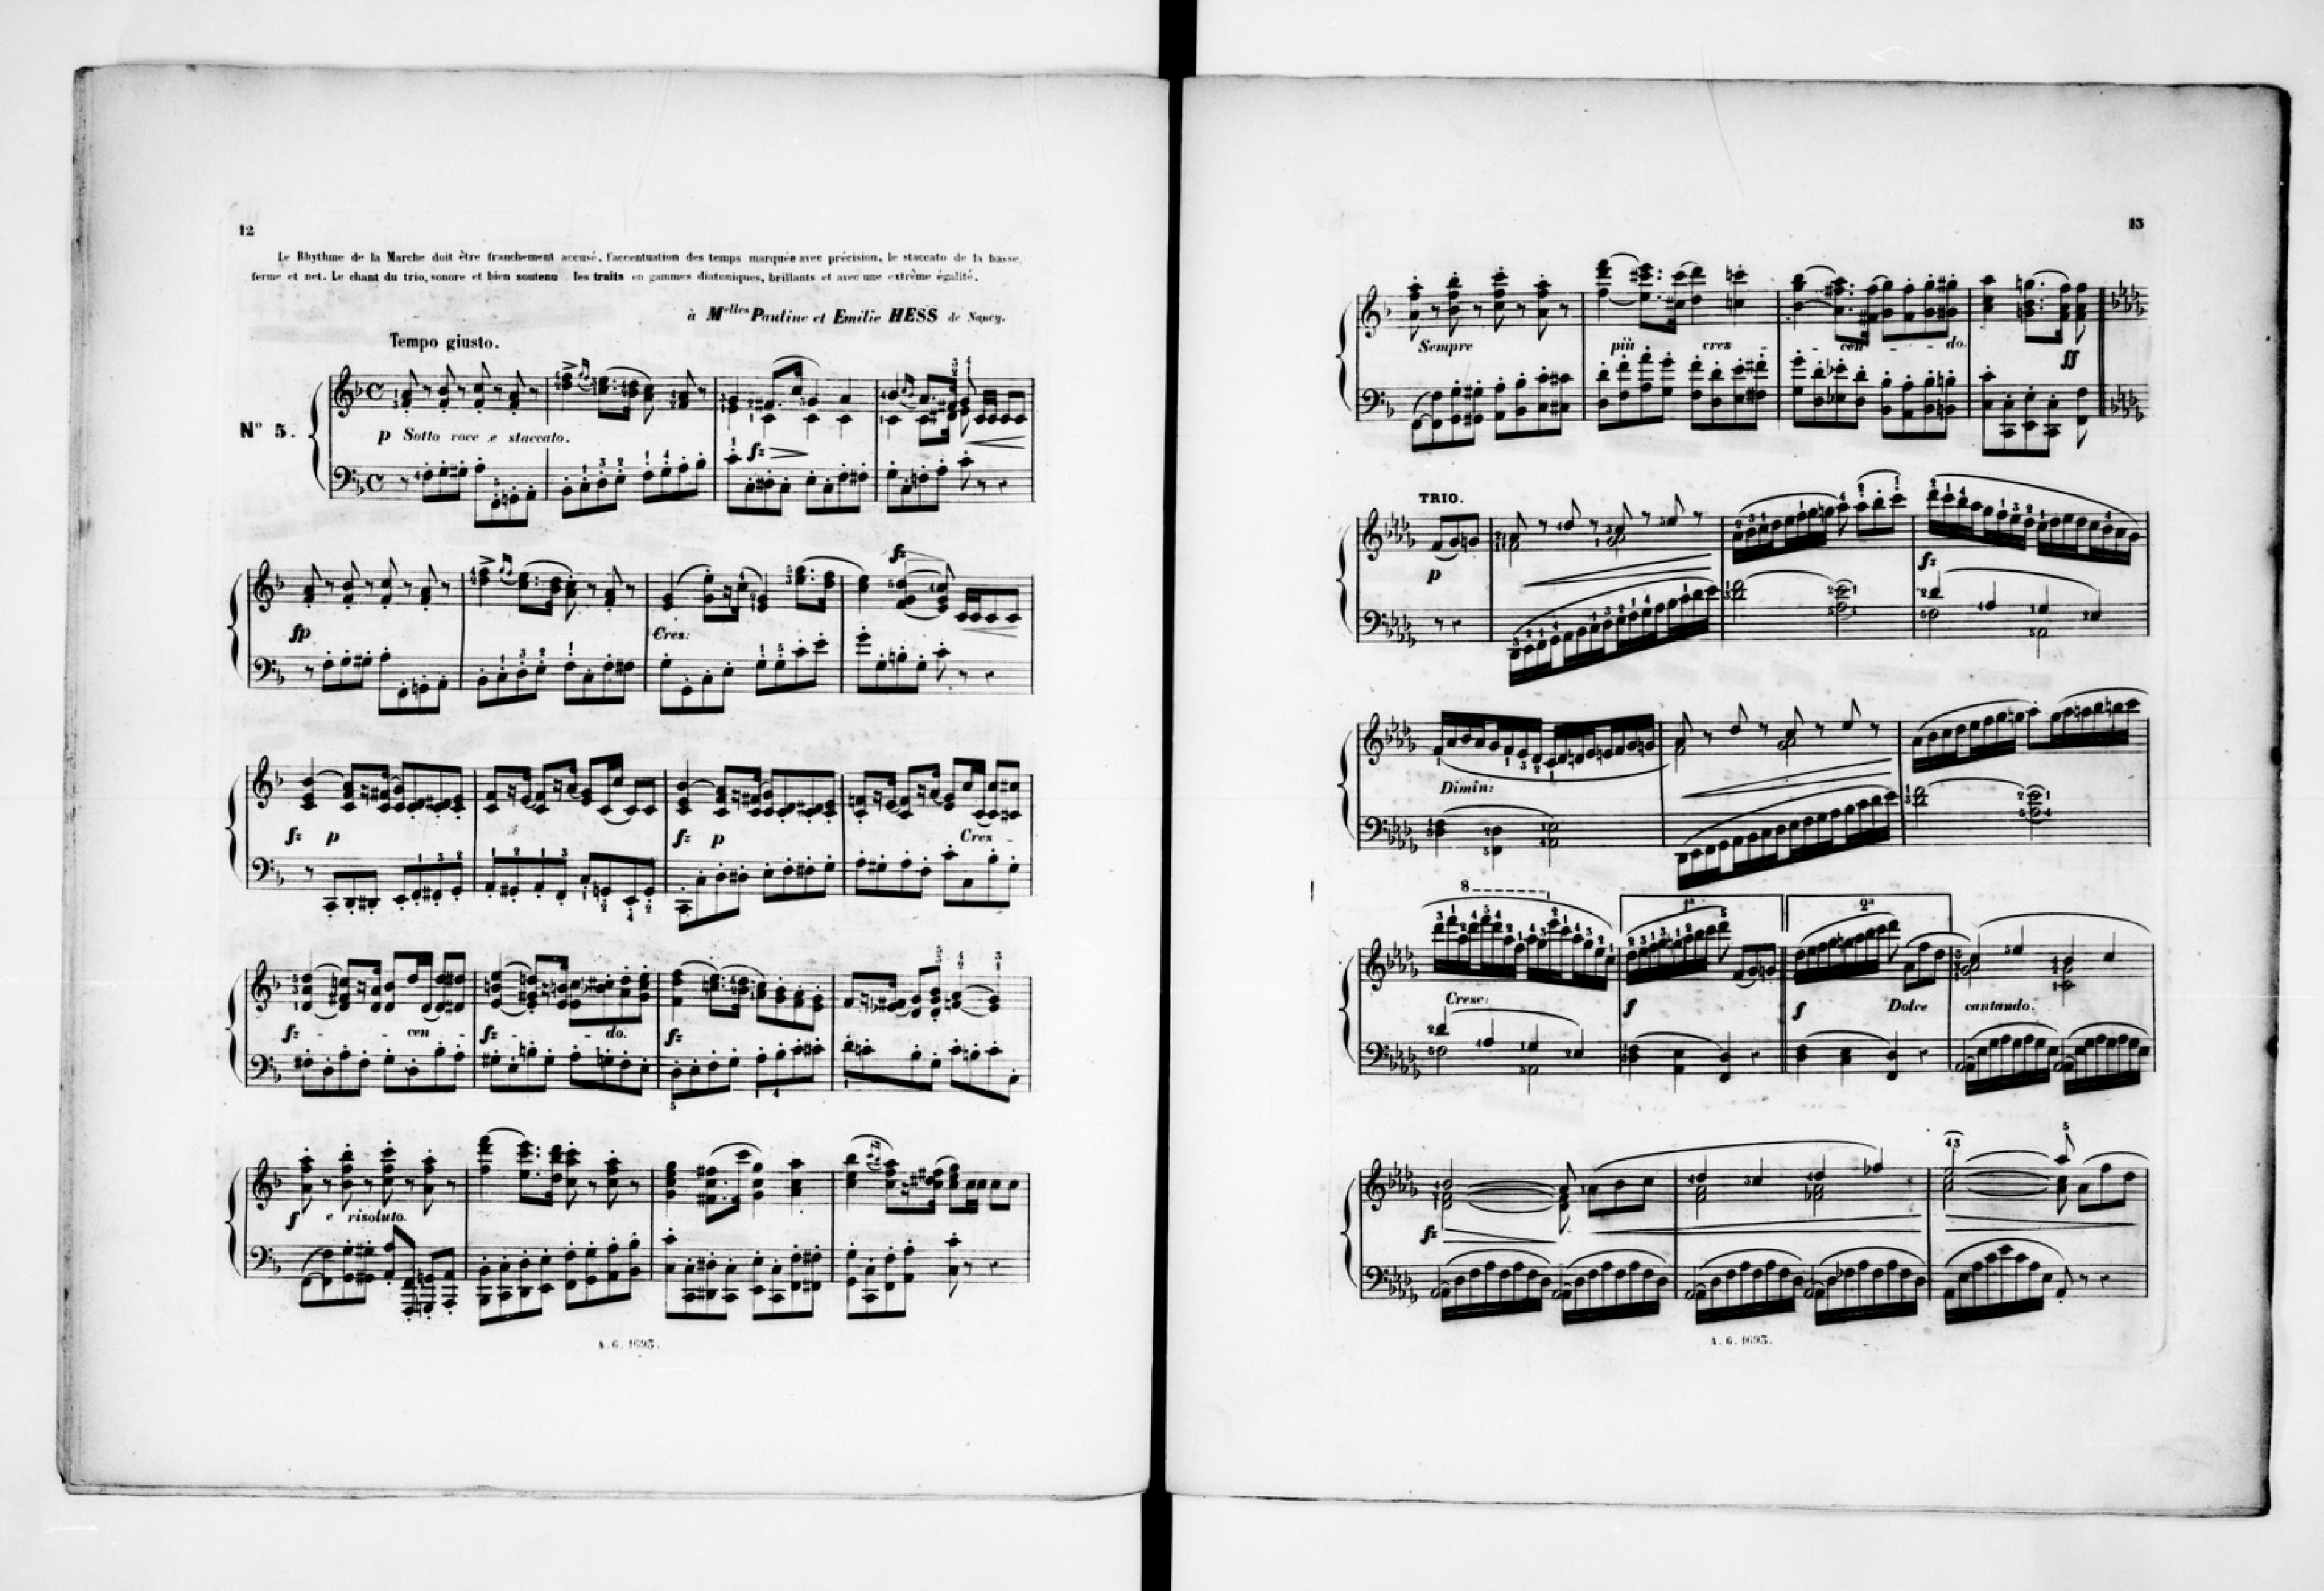 12
Le Rhythme de la Marche doit être franchement accusé, l'accentuation des temps marquée avec précision, le staccato de la basse,
ferme et net. Le chant du trio, sonore et bien soutenu les traits en gammes diatoniques, brillants et avec une extrême égalité.
à Melles Pauline et Emilie HESS de Nancy.
Tempo giusto.
No 5.
p Sotto voce e staccato.
fz
fp
Cres:
fz
fz p
fz p
Cres -
fz - - cen - fz - - do. fz
f e risoluto.
A. G. 1693.
13
Sempre più cres - - cen - - do.
ff
TRIO.
p
fz
Dimin:
8
1a
2a
Cresc:
f
f
Dolce cantando.
fz
A. G. 1693.